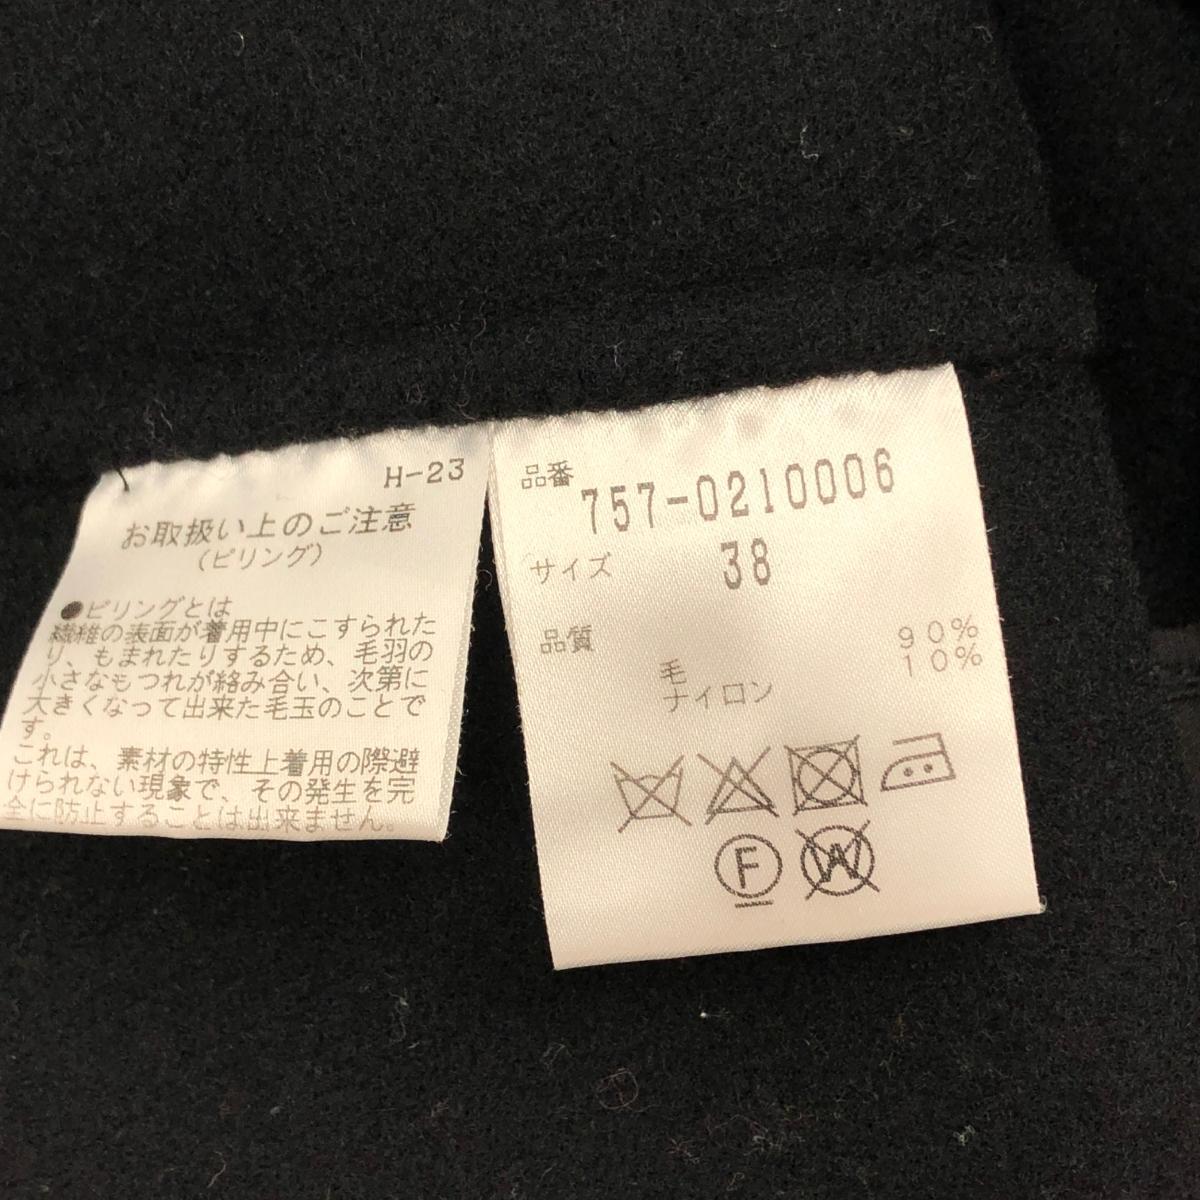 H-23
お取扱い上のご注意
(ピリング)
●ピリングとは
繊維の表面が着用中にこすられた
り、もまれたりするため、毛羽の
小さなもつれが絡み合い、次第に
大きくなって出来た毛玉のことで
す。
これは、素材の特性上着用の際避
けられない現象で、その発生を完
全に防止することは出来ません。
品番 757-0210006
サイズ 38
品質
毛 90%
ナイロン 10%
F
W